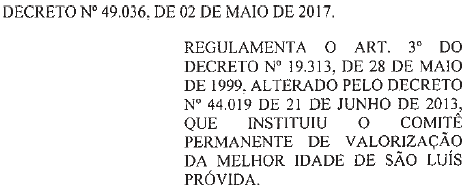 DECRETO Nº 49.036, DE 02 DE MAIO DE 2017.
REGULAMENTA O ART. 3º DO
DECRETO Nº 19.313, DE 28 DE MAIO
DE 1999, ALTERADO PELO DECRETO
Nº 44.019 DE 21 DE JUNHO DE 2013,
QUE INSTITUIU O COMITÊ
PERMANENTE DE VALORIZAÇÃO
DA MELHOR IDADE DE SÃO LUÍS
PRÓVIDA.